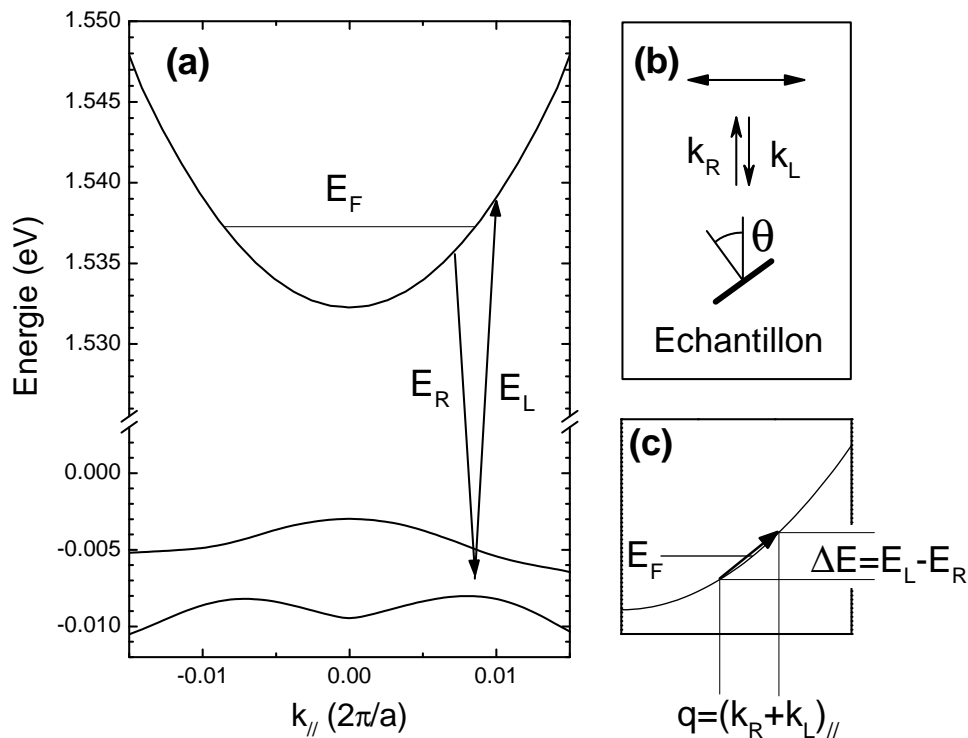 (a)
1.550
1.545
1.540
1.535
1.530
0.000
-0.005
-0.010
Energie (eV)
E_F
E_R
E_L
-0.01
0.00
0.01
k_// (2π/a)
(b)
k_R
k_L
θ
Echantillon
(c)
E_F
ΔE=E_L-E_R
q=(k_R+k_L)_//